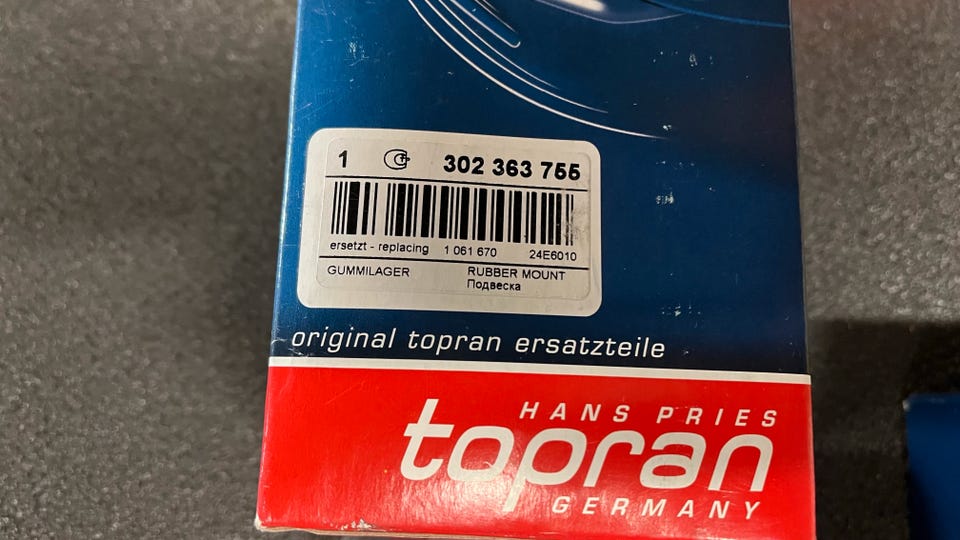 1 302 363 755
ersetzt - replacing 1 061 670 24E6010
GUMMILAGER RUBBER MOUNT
Подвеска
original topran ersatzteile
HANS PRIES
topran
GERMANY